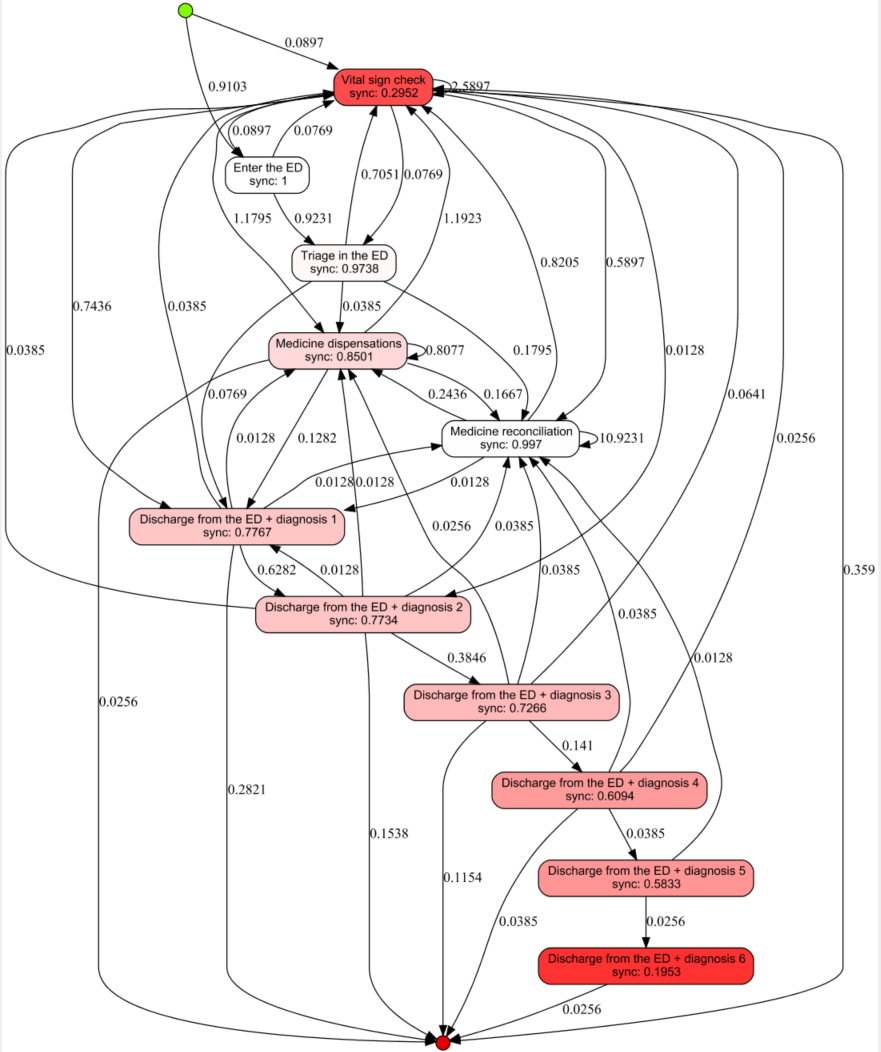 0.0897
Vital sign check
sync: 0.2952
2.5897
0.9103
0.0897
0.0769
Enter the ED
sync: 1
0.7051
0.0769
1.1795
0.9231
1.1923
Triage in the ED
sync: 0.9738
0.8205
0.5897
0.7436
0.0385
0.0385
0.0385
Medicine dispensations
sync: 0.8501
0.8077
0.1795
0.0128
0.0769
0.2436
0.1667
0.0641
0.0128
0.1282
Medicine reconciliation
sync: 0.997
10.9231
0.0256
0.0128
0.0128
0.0128
Discharge from the ED + diagnosis 1
sync: 0.7767
0.0256
0.0385
0.6282
0.0128
0.0385
0.359
Discharge from the ED + diagnosis 2
sync: 0.7734
0.0385
0.3846
0.0128
Discharge from the ED + diagnosis 3
sync: 0.7266
0.0256
0.141
0.2821
Discharge from the ED + diagnosis 4
sync: 0.6094
0.1538
0.0385
0.1154
Discharge from the ED + diagnosis 5
sync: 0.5833
0.0385
0.0256
Discharge from the ED + diagnosis 6
sync: 0.1953
0.0256